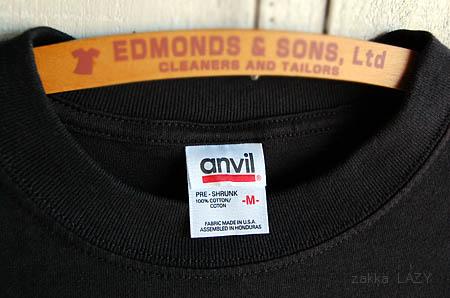 EDMONDS & SONS, Ltd
CLEANERS AND TAILORS
anvil
®
PRE-SHRUNK
100% COTTON/
COTON
-M-
FABRIC MADE IN U.S.A.
ASSEMBLED IN HONDURAS
zakka LAZY